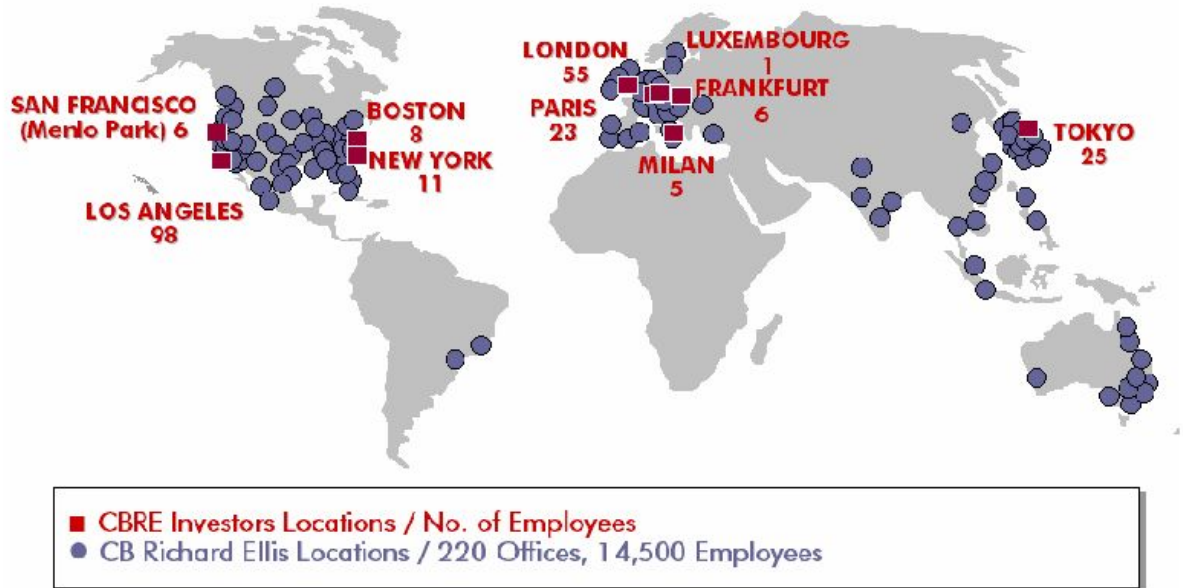 LUXEMBOURG
1
LONDON
55
FRANKFURT
6
PARIS
23
MILAN
5
SAN FRANCISCO
(Menlo Park) 6
BOSTON
8
NEW YORK
11
LOS ANGELES
98
TOKYO
25
CBRE Investors Locations / No. of Employees
CB Richard Ellis Locations / 220 Offices, 14,500 Employees